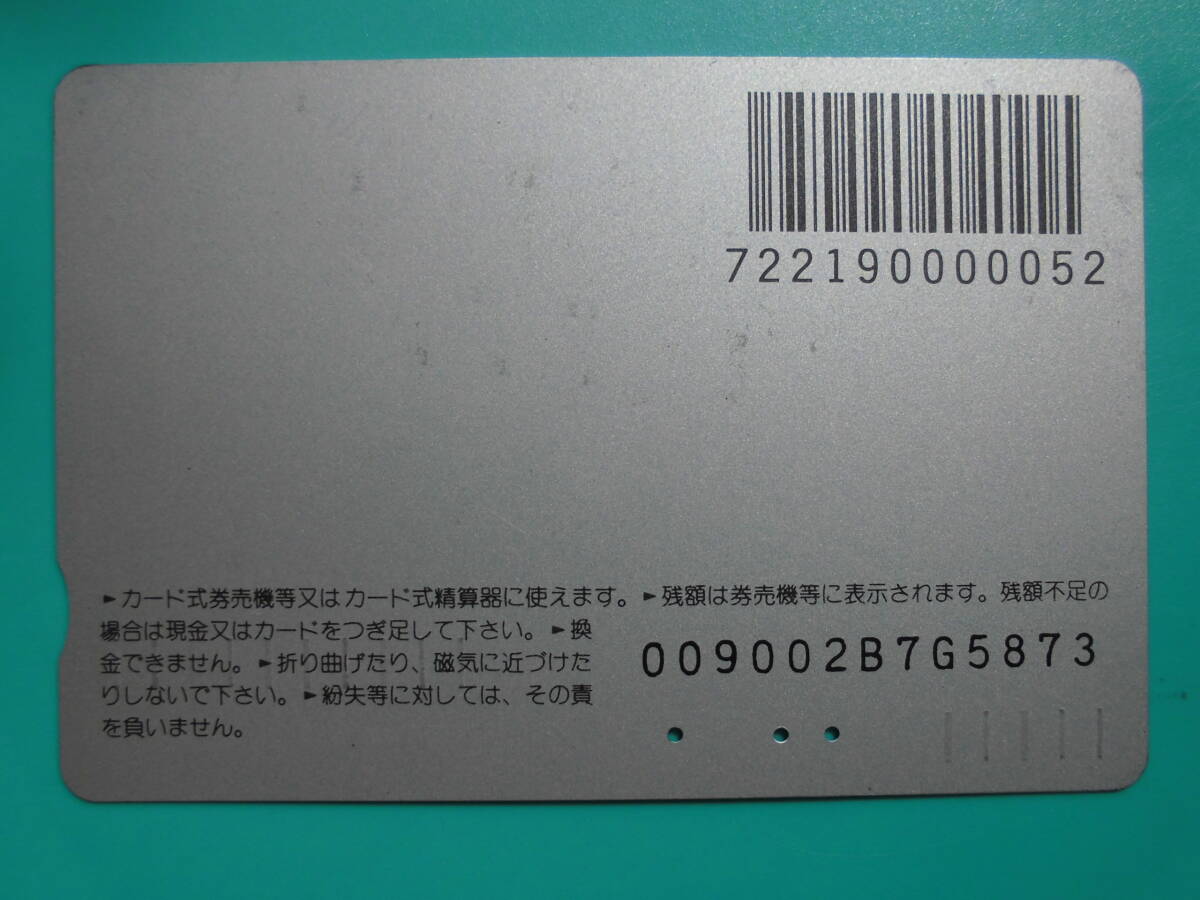 722190000052
►カード式券売機等又はカード式精算器に使えます。►残額は券売機等に表示されます。残額不足の
場合は現金又はカードをつぎ足して下さい。►換
金できません。►折り曲げたり、磁気に近づけた
りしないで下さい。►紛失等に対しては、その責
を負いません。
009002B7G5873